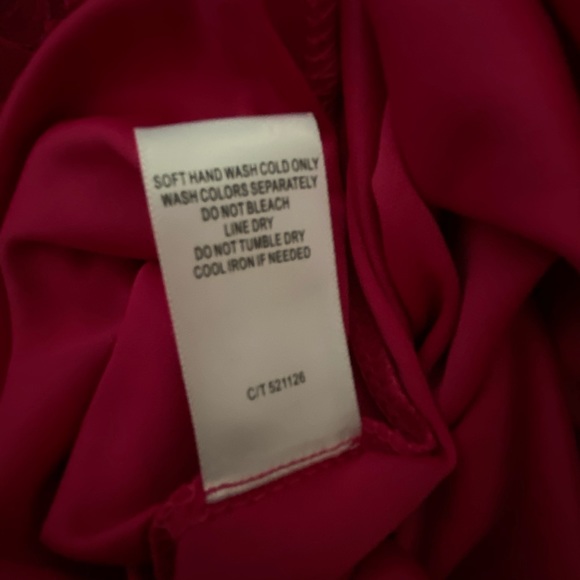 SOFT HAND WASH COLD ONLY
WASH COLORS SEPARATELY
DO NOT BLEACH
LINE DRY
DO NOT TUMBLE DRY
COOL IRON IF NEEDED
C/T 521126